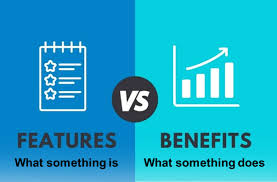 VS
FEATURES
What something is
BENEFITS
What something does